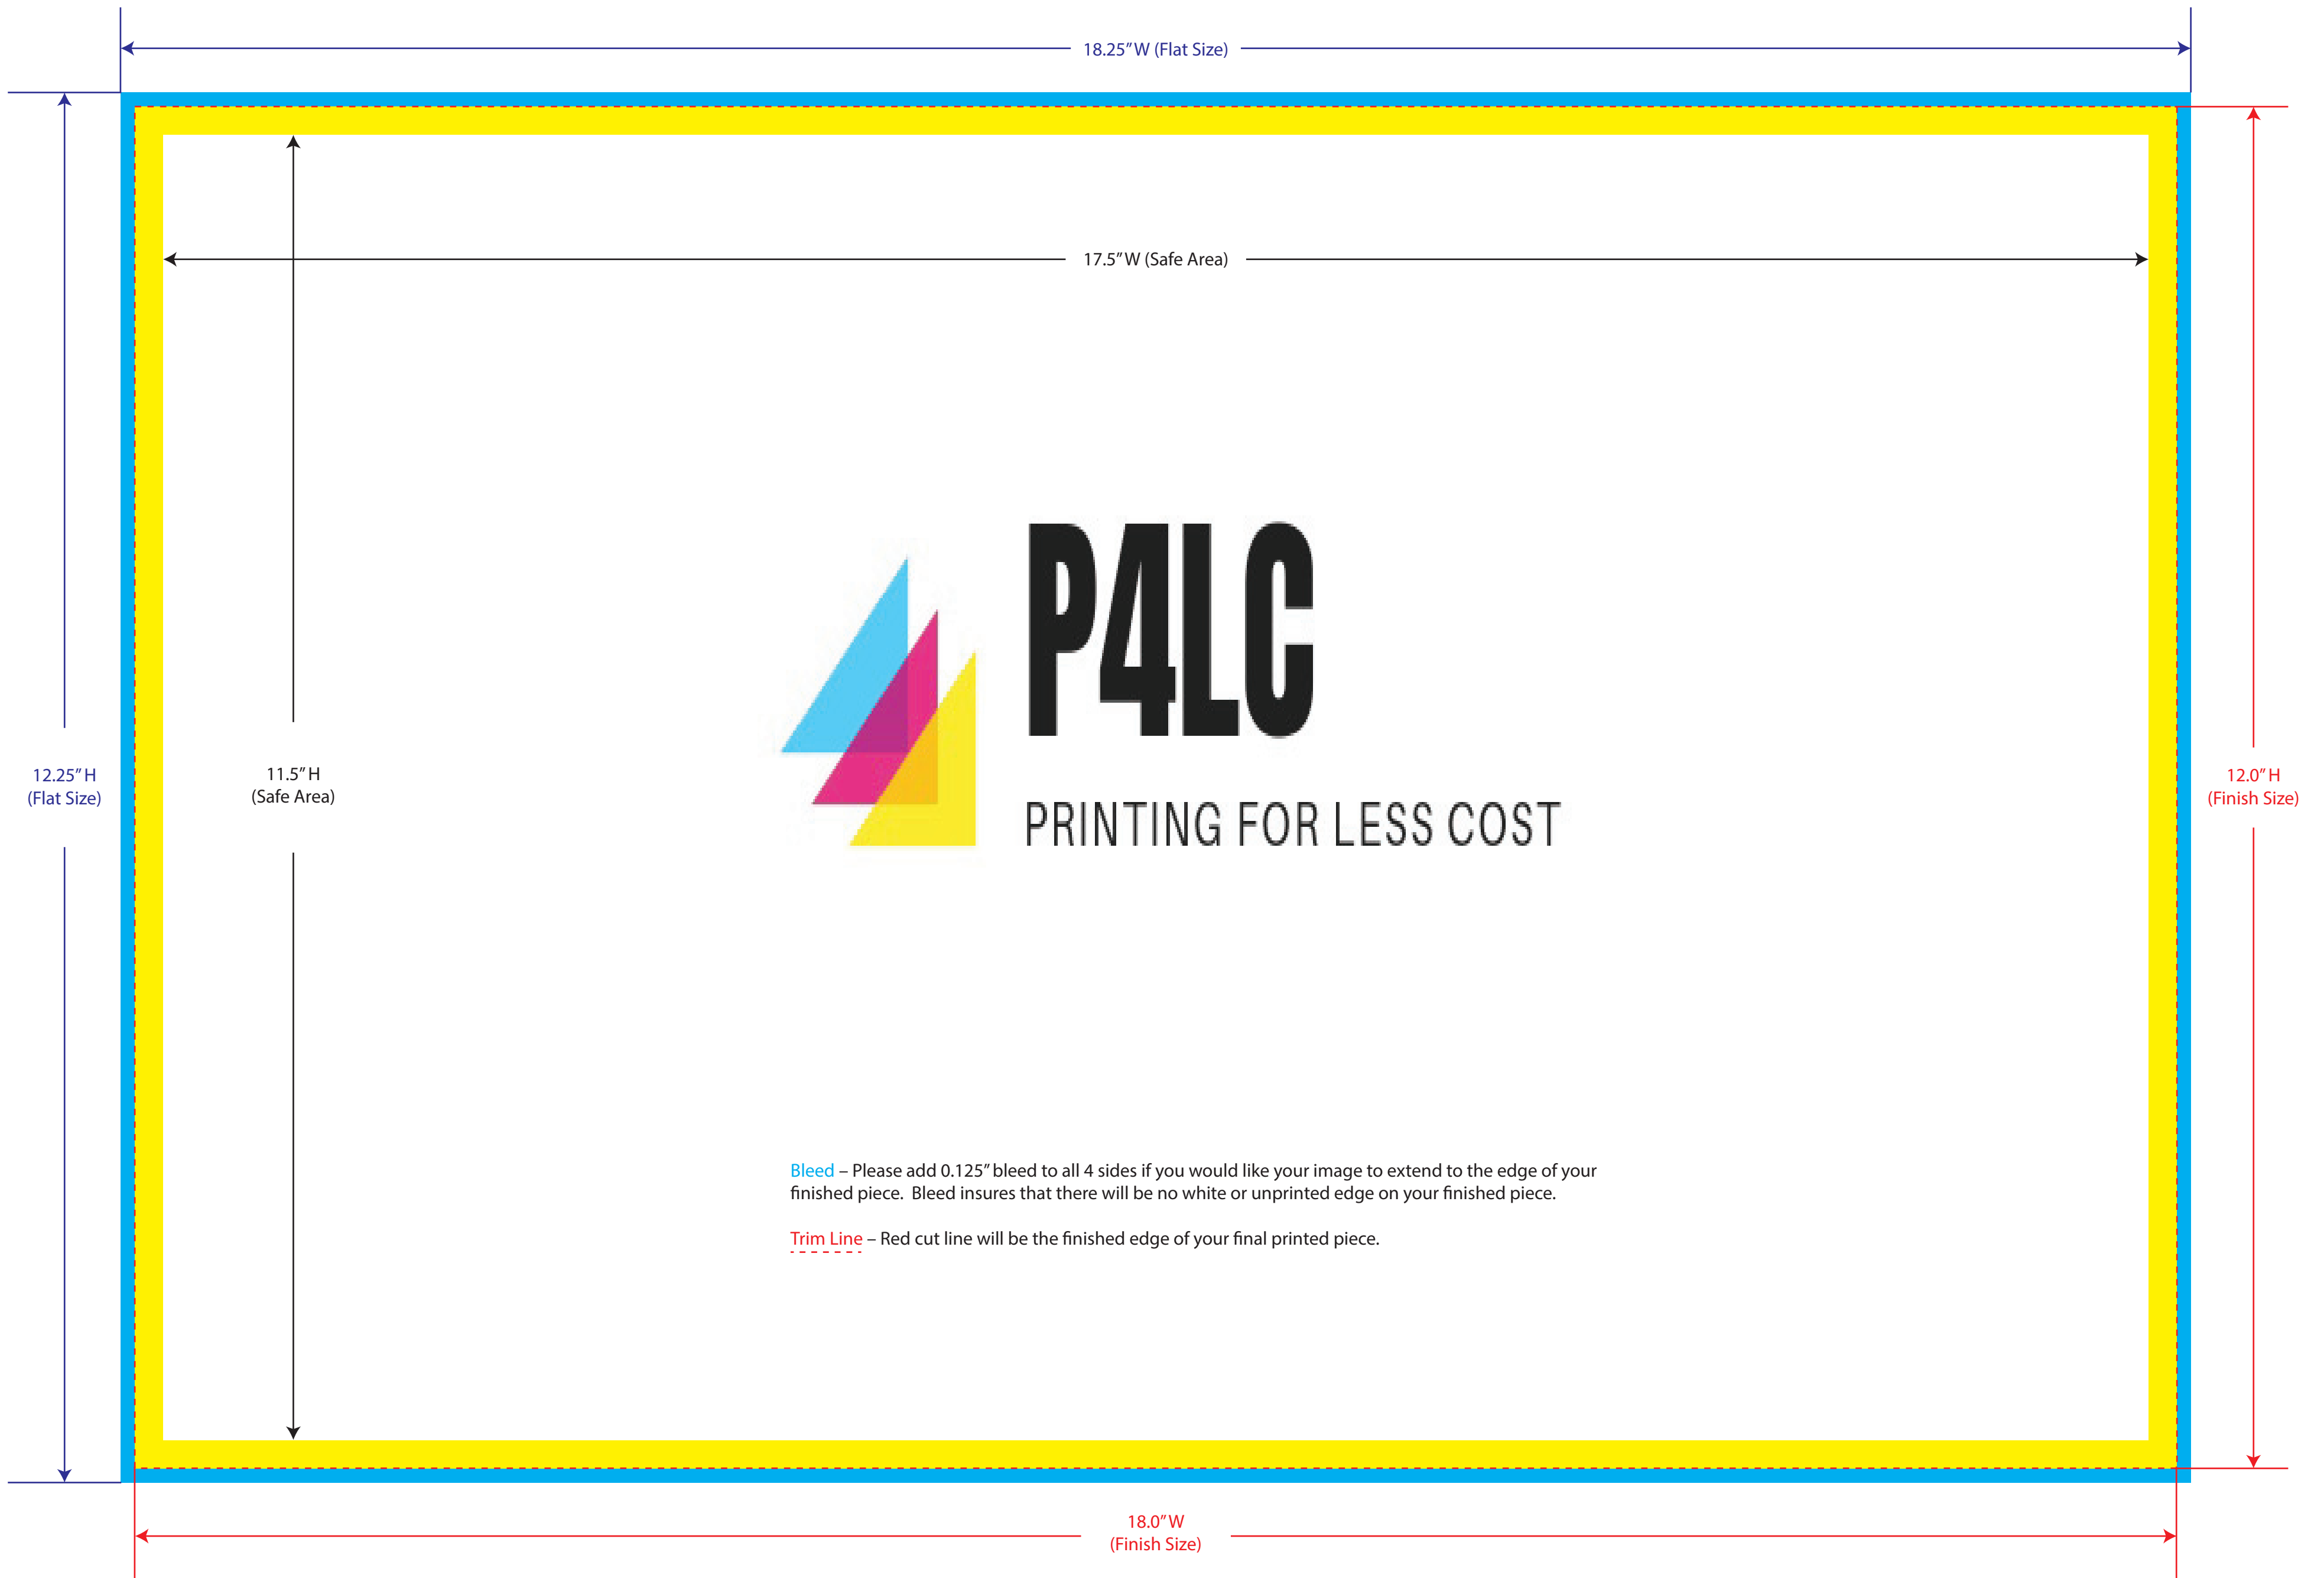 18.25” W (Flat Size)
17.5” W (Safe Area)
P4LC
PRINTING FOR LESS COST
12.25” H
(Flat Size)
11.5” H
(Safe Area)
12.0” H
(Finish Size)
Bleed – Please add 0.125” bleed to all 4 sides if you would like your image to extend to the edge of your
finished piece.  Bleed insures that there will be no white or unprinted edge on your finished piece.
Trim Line – Red cut line will be the finished edge of your final printed piece.
18.0” W
(Finish Size)